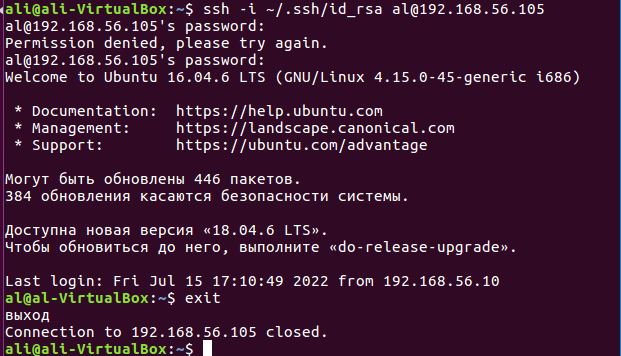 ali@ali-VirtualBox:~$ ssh -i ~/.ssh/id_rsa al@192.168.56.105
al@192.168.56.105's password:
Permission denied, please try again.
al@192.168.56.105's password:
Welcome to Ubuntu 16.04.6 LTS (GNU/Linux 4.15.0-45-generic i686)
* Documentation:  https://help.ubuntu.com
* Management:     https://landscape.canonical.com
* Support:        https://ubuntu.com/advantage
Могут быть обновлены 446 пакетов.
384 обновления касаются безопасности системы.
Доступна новая версия «18.04.6 LTS».
Чтобы обновиться до него, выполните «do-release-upgrade».
Last login: Fri Jul 15 17:10:49 2022 from 192.168.56.10
al@al-VirtualBox:~$ exit
выход
Connection to 192.168.56.105 closed.
ali@ali-VirtualBox:~$